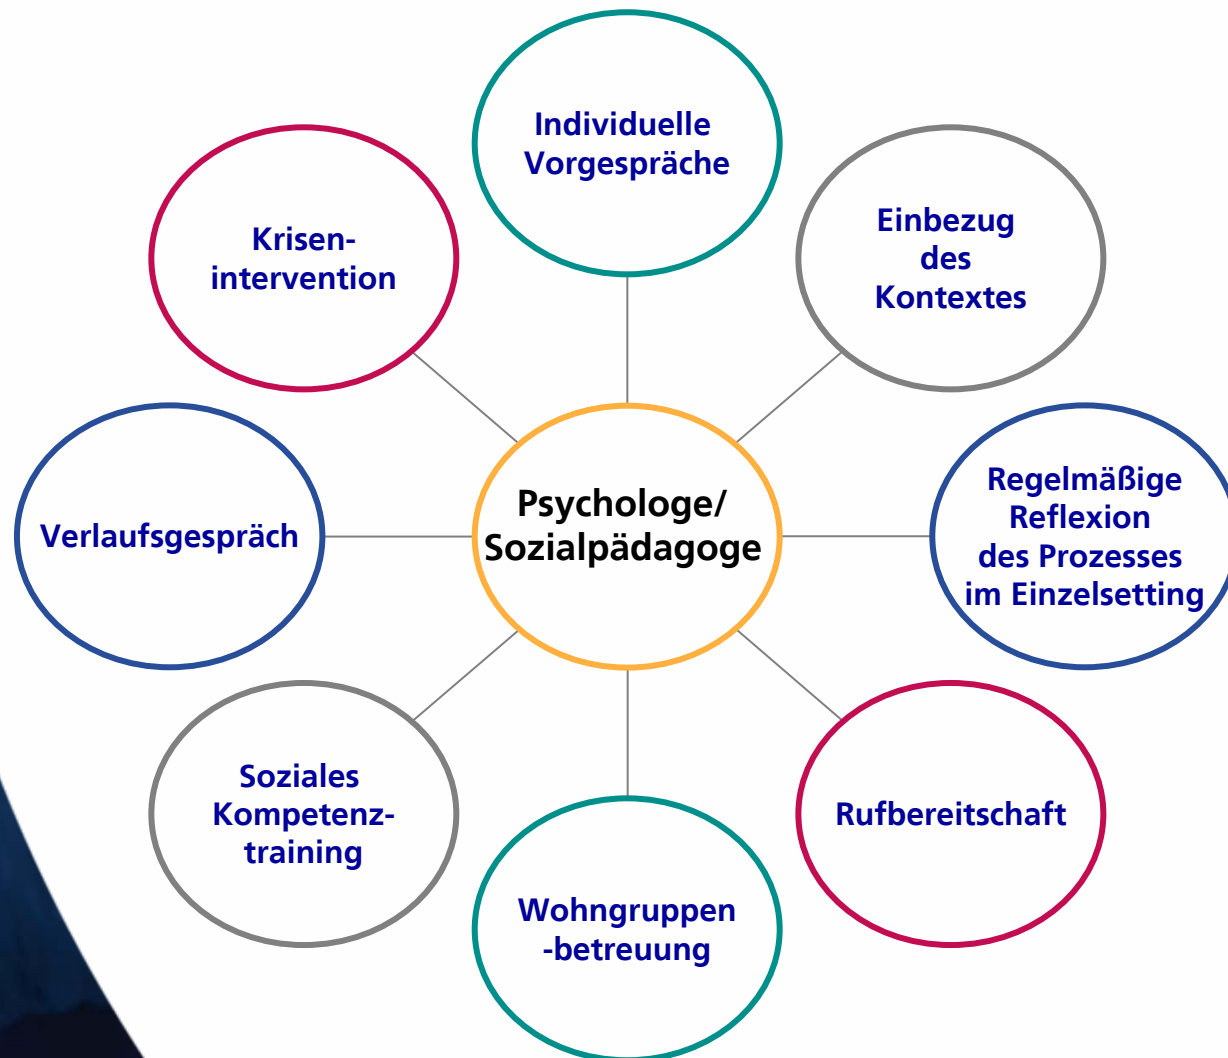 Individuelle
Vorgespräche
Einbezug
des
Kontextes
Regelmäßige
Reflexion
des Prozesses
im Einzelsetting
Rufbereitschaft
Wohngruppen
-betreuung
Soziales
Kompetenz-
training
Verlaufsgespräch
Krisen-
intervention
Psychologe/
Sozialpädagoge